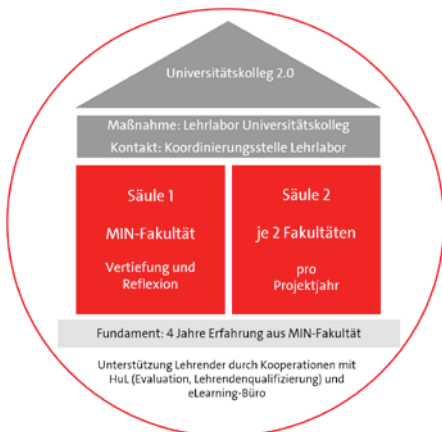 Universitätskolleg 2.0
Maßnahme: Lehrlabor Universitätskolleg
Kontakt: Koordinierungsstelle Lehrlabor
Säule 1
MIN-Fakultät
Vertiefung und
Reflexion
Säule 2
je 2 Fakultäten
pro
Projektjahr
Fundament: 4 Jahre Erfahrung aus MIN-Fakultät
Unterstützung Lehrender durch Kooperationen mit
HuL (Evaluation, Lehrendenqualifizierung) und
eLearning-Büro